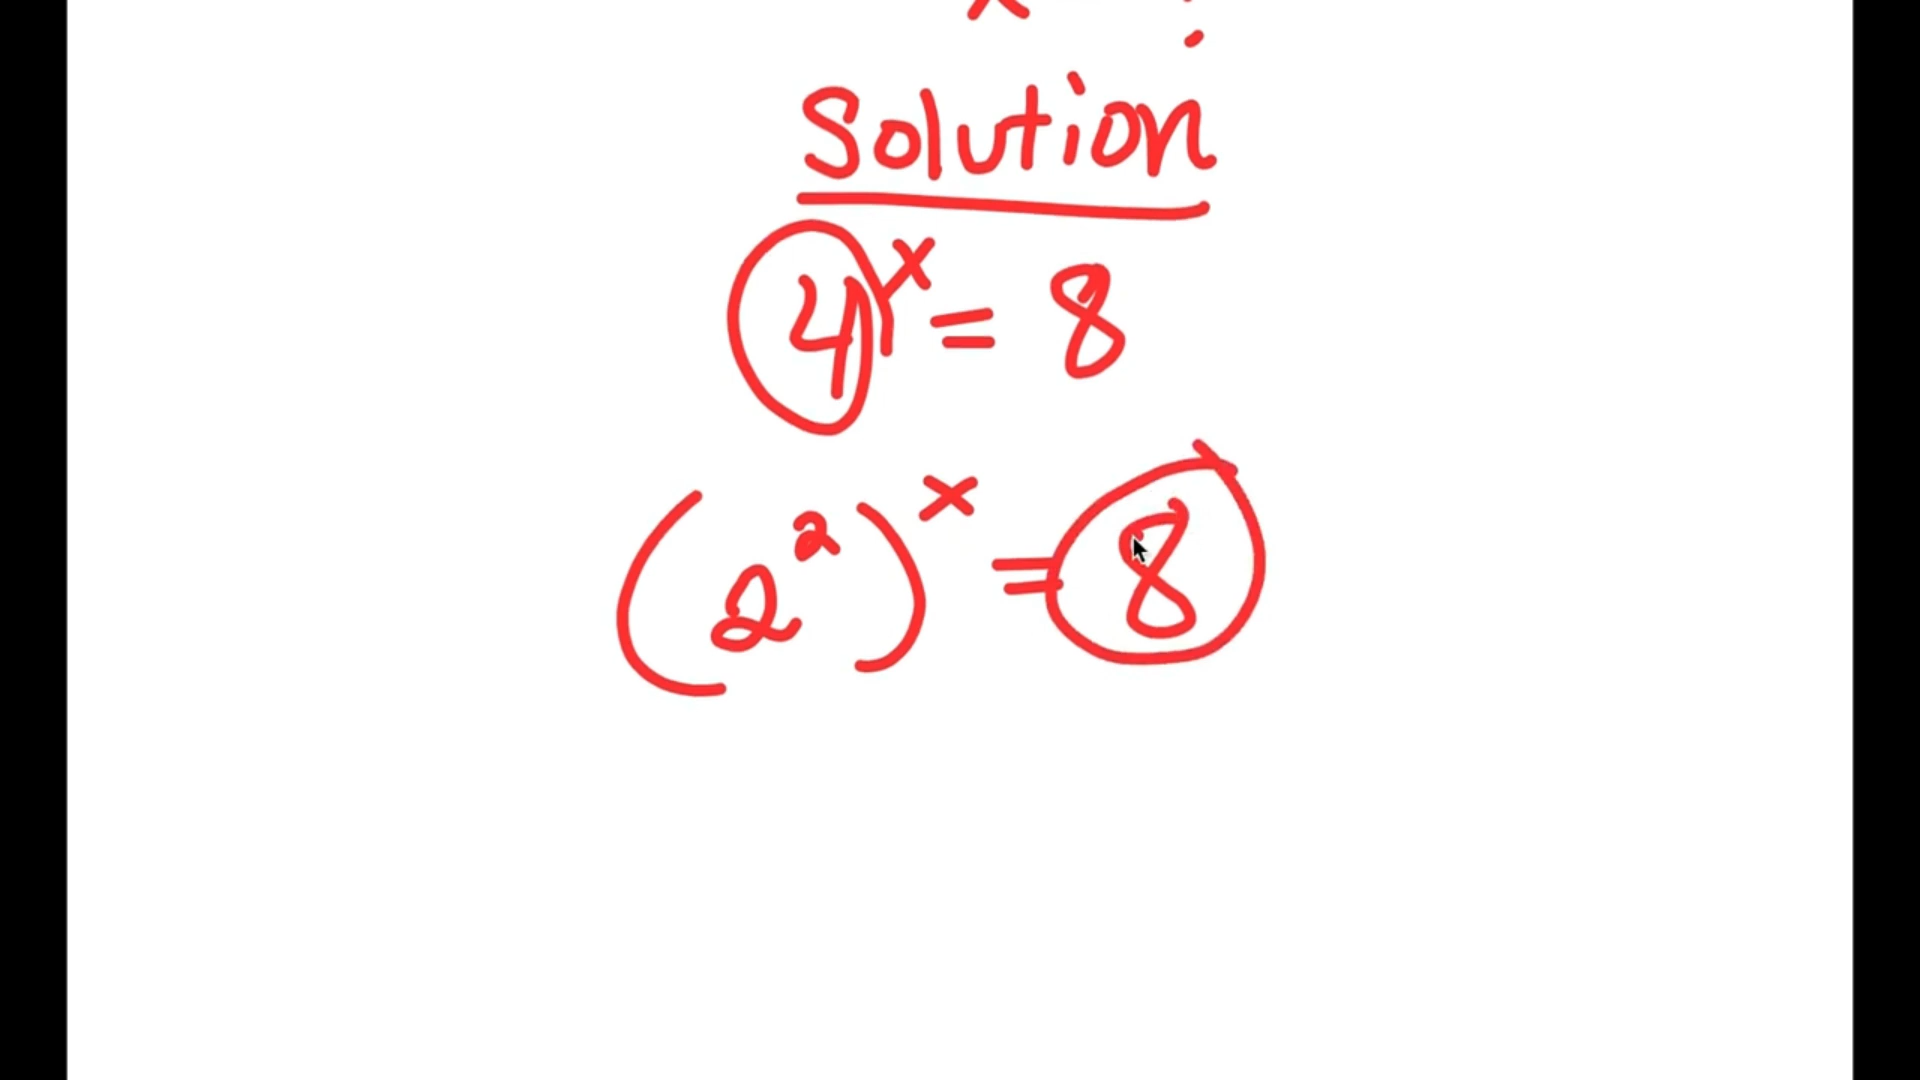 Solution
4^x = 8
(2^2)^x = 8